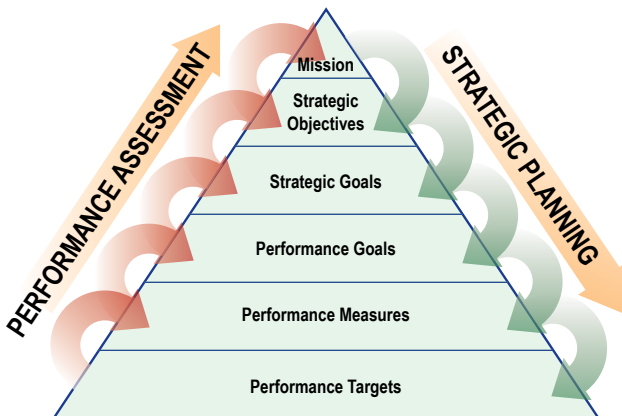 PERFORMANCE ASSESSMENT
STRATEGIC PLANNING
Mission
Strategic
Objectives
Strategic Goals
Performance Goals
Performance Measures
Performance Targets